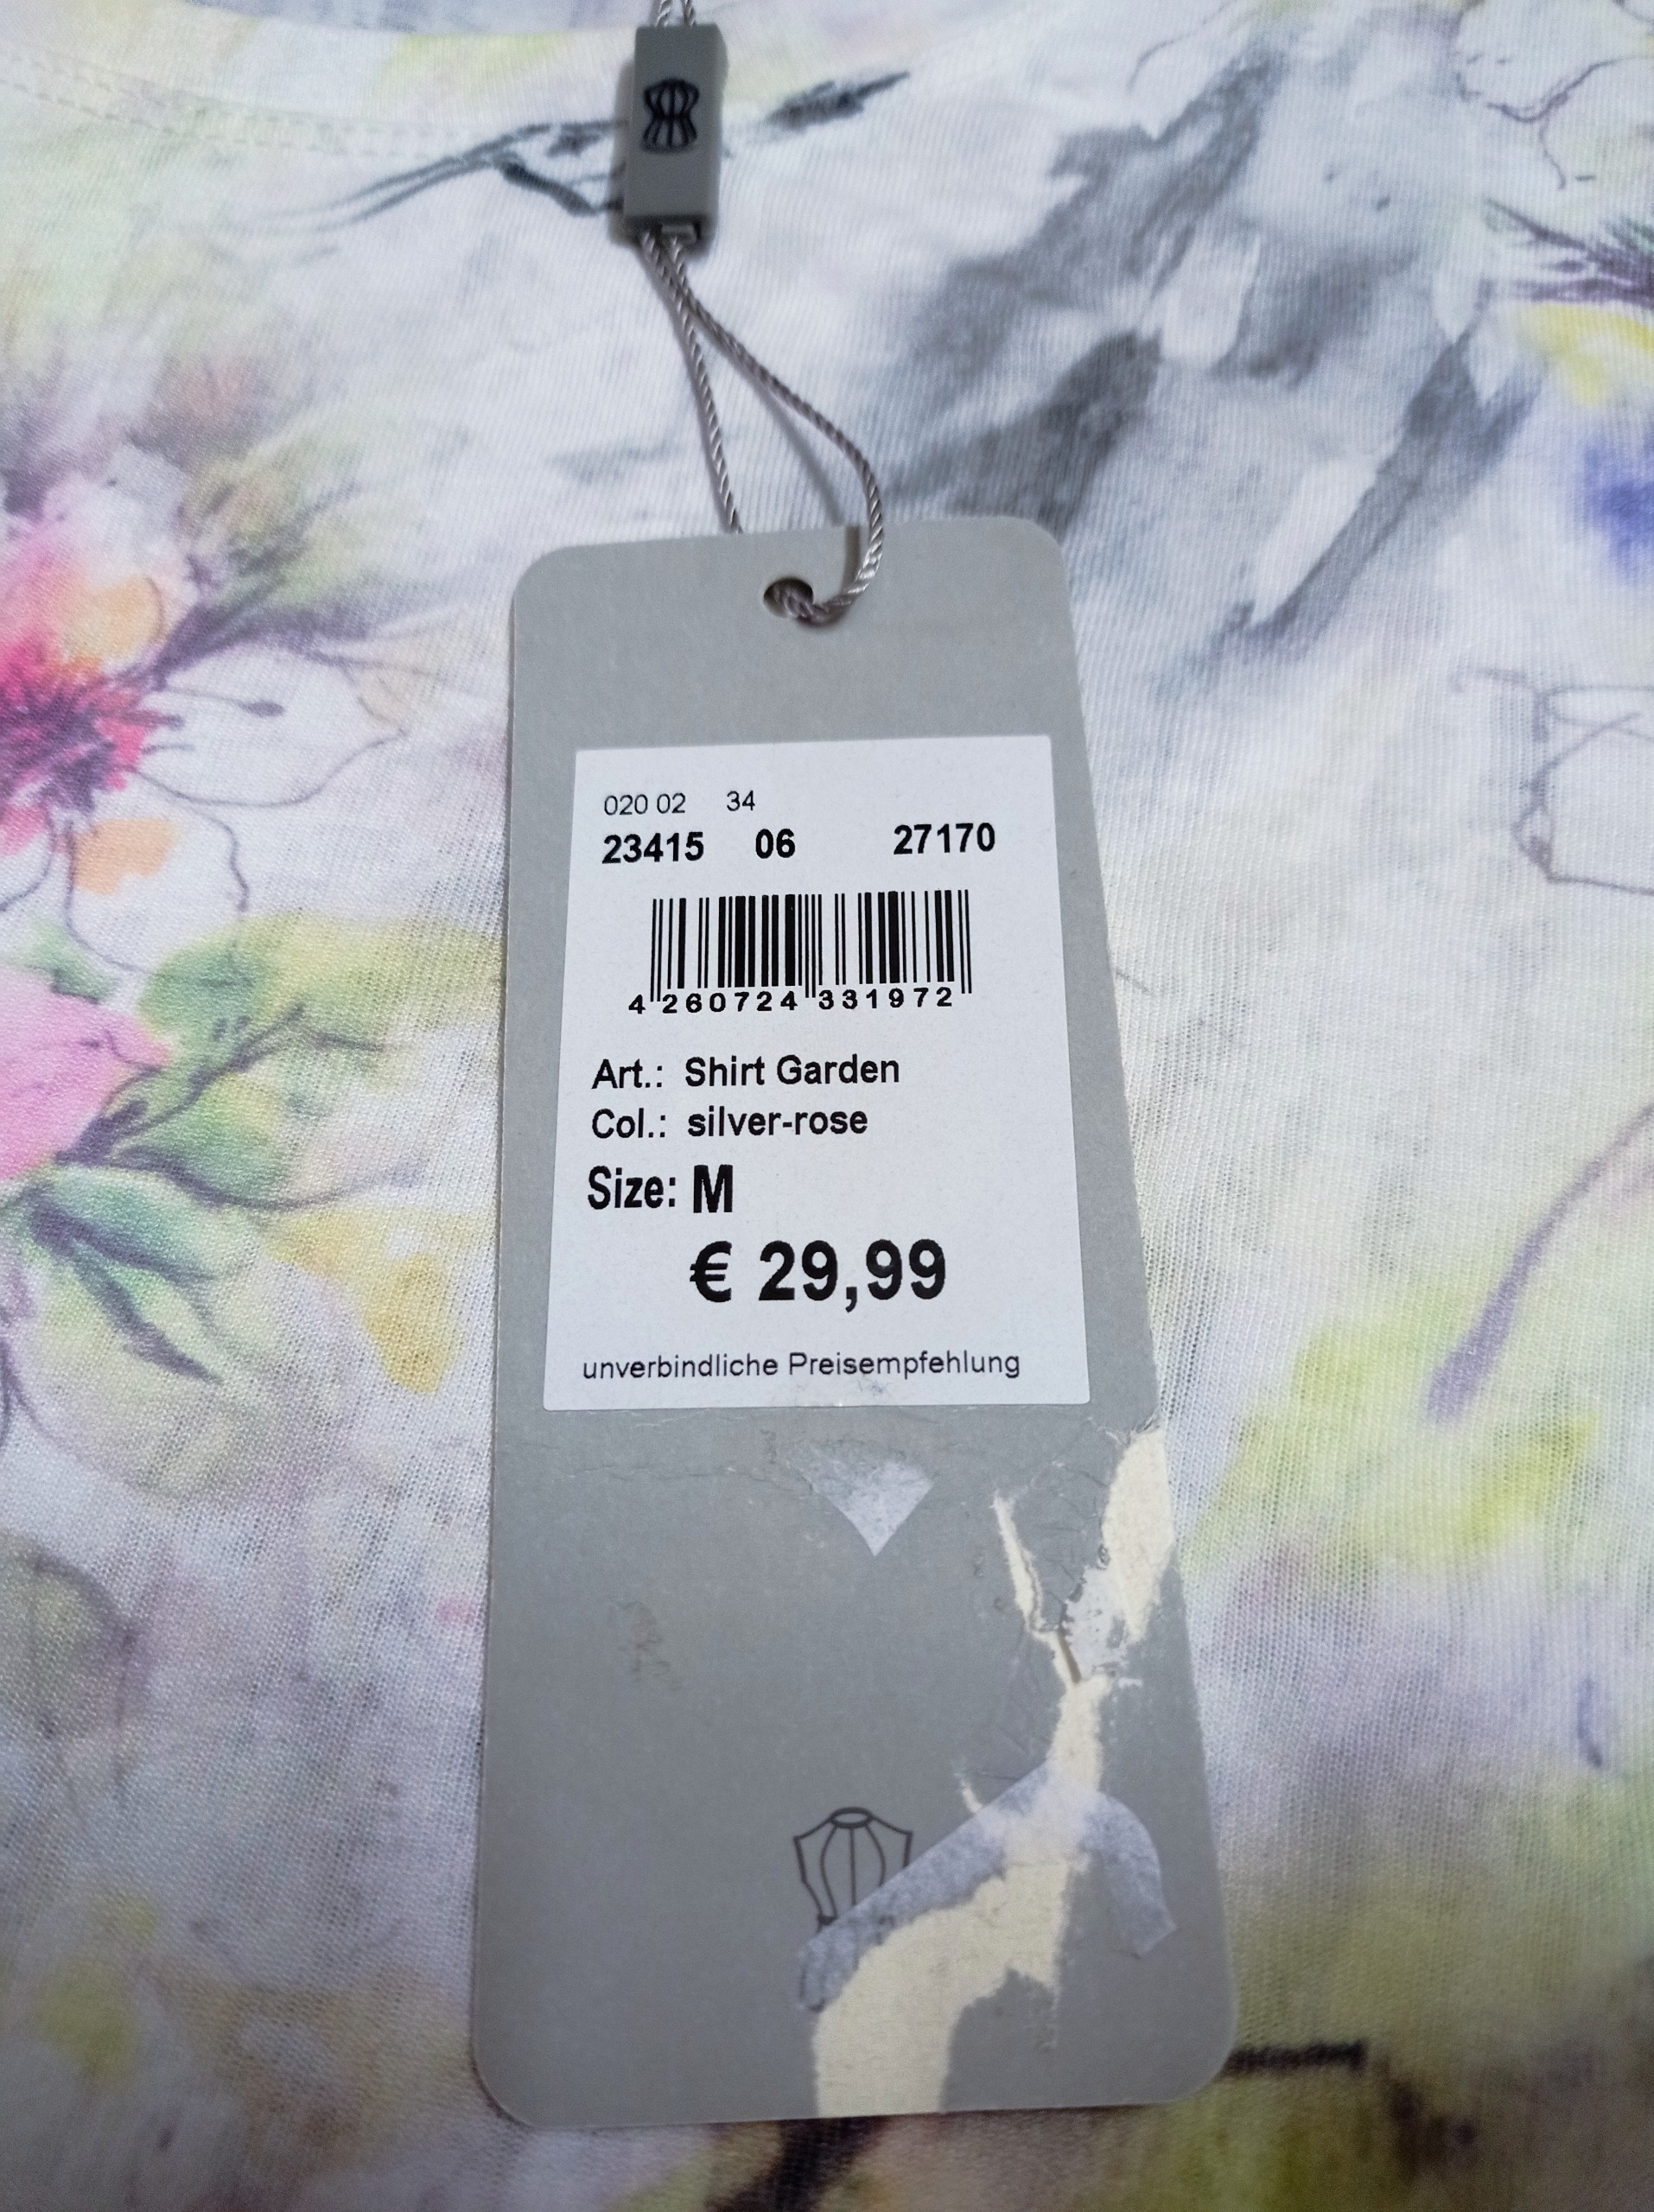 020 02 34
23415 06 27170
4 260724 331972
Art.: Shirt Garden
Col.: silver-rose
Size: M
€ 29,99
unverbindliche Preisempfehlung